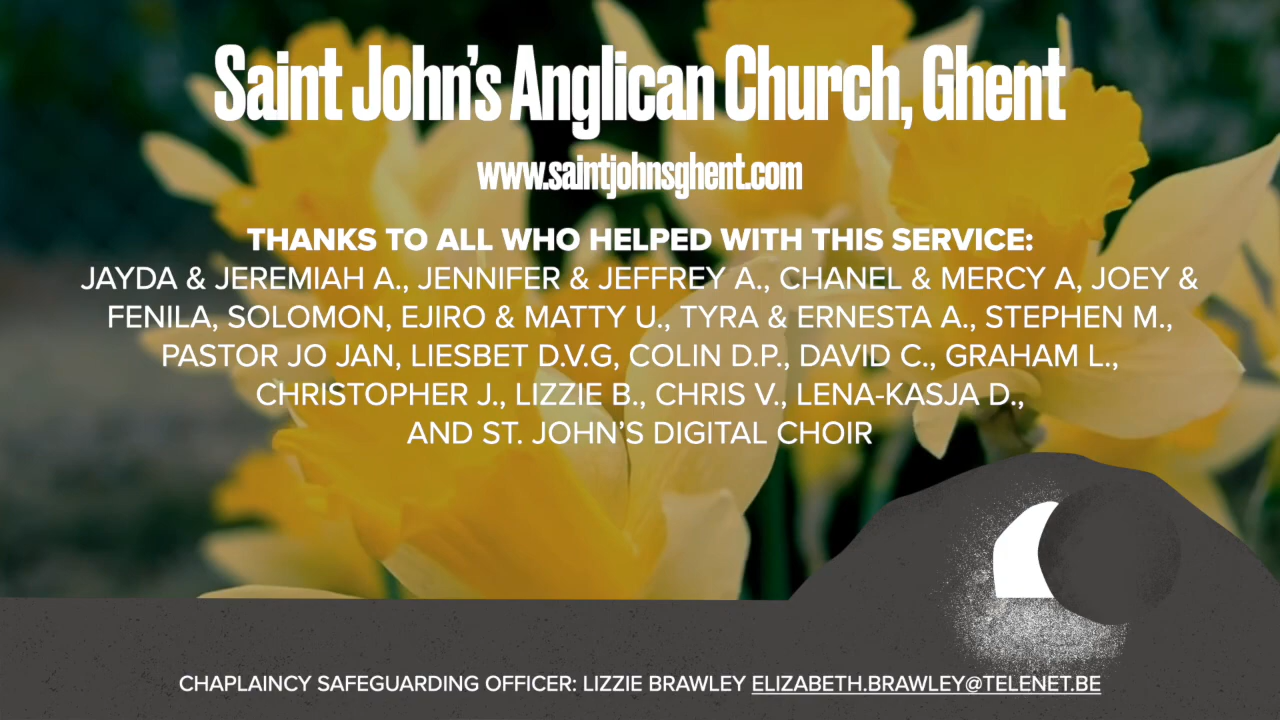 Saint John's Anglican Church, Ghent
www.saintjohnsghent.com
THANKS TO ALL WHO HELPED WITH THIS SERVICE:
JAYDA & JEREMIAH A., JENNIFER & JEFFREY A., CHANEL & MERCY A, JOEY &
FENILA, SOLOMON, EJIRO & MATTY U., TYRA & ERNESTA A., STEPHEN M.,
PASTOR JO JAN, LIESBET D.V.G, COLIN D.P., DAVID C., GRAHAM L.,
CHRISTOPHER J., LIZZIE B., CHRIS V., LENA-KASJA D.,
AND ST. JOHN'S DIGITAL CHOIR
CHAPLAINCY SAFEGUARDING OFFICER: LIZZIE BRAWLEY ELIZABETH.BRAWLEY@TELENET.BE